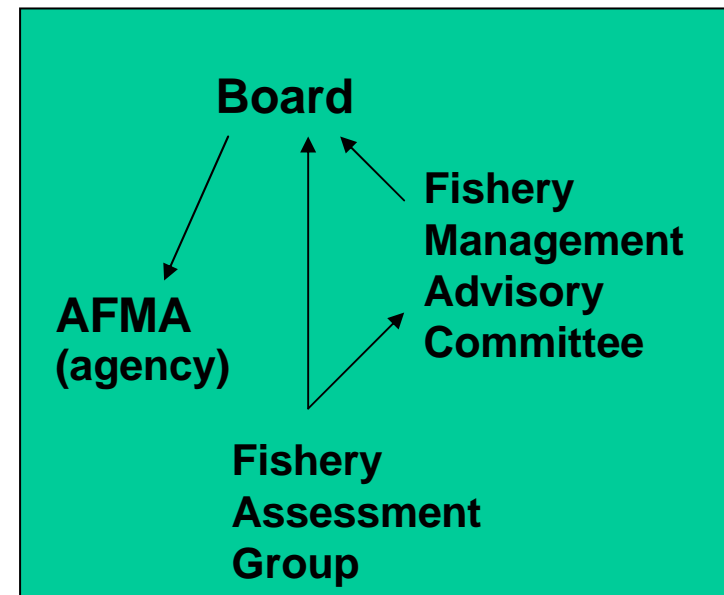 Board
Fishery
Management
Advisory
Committee
AFMA
(agency)
Fishery
Assessment
Group